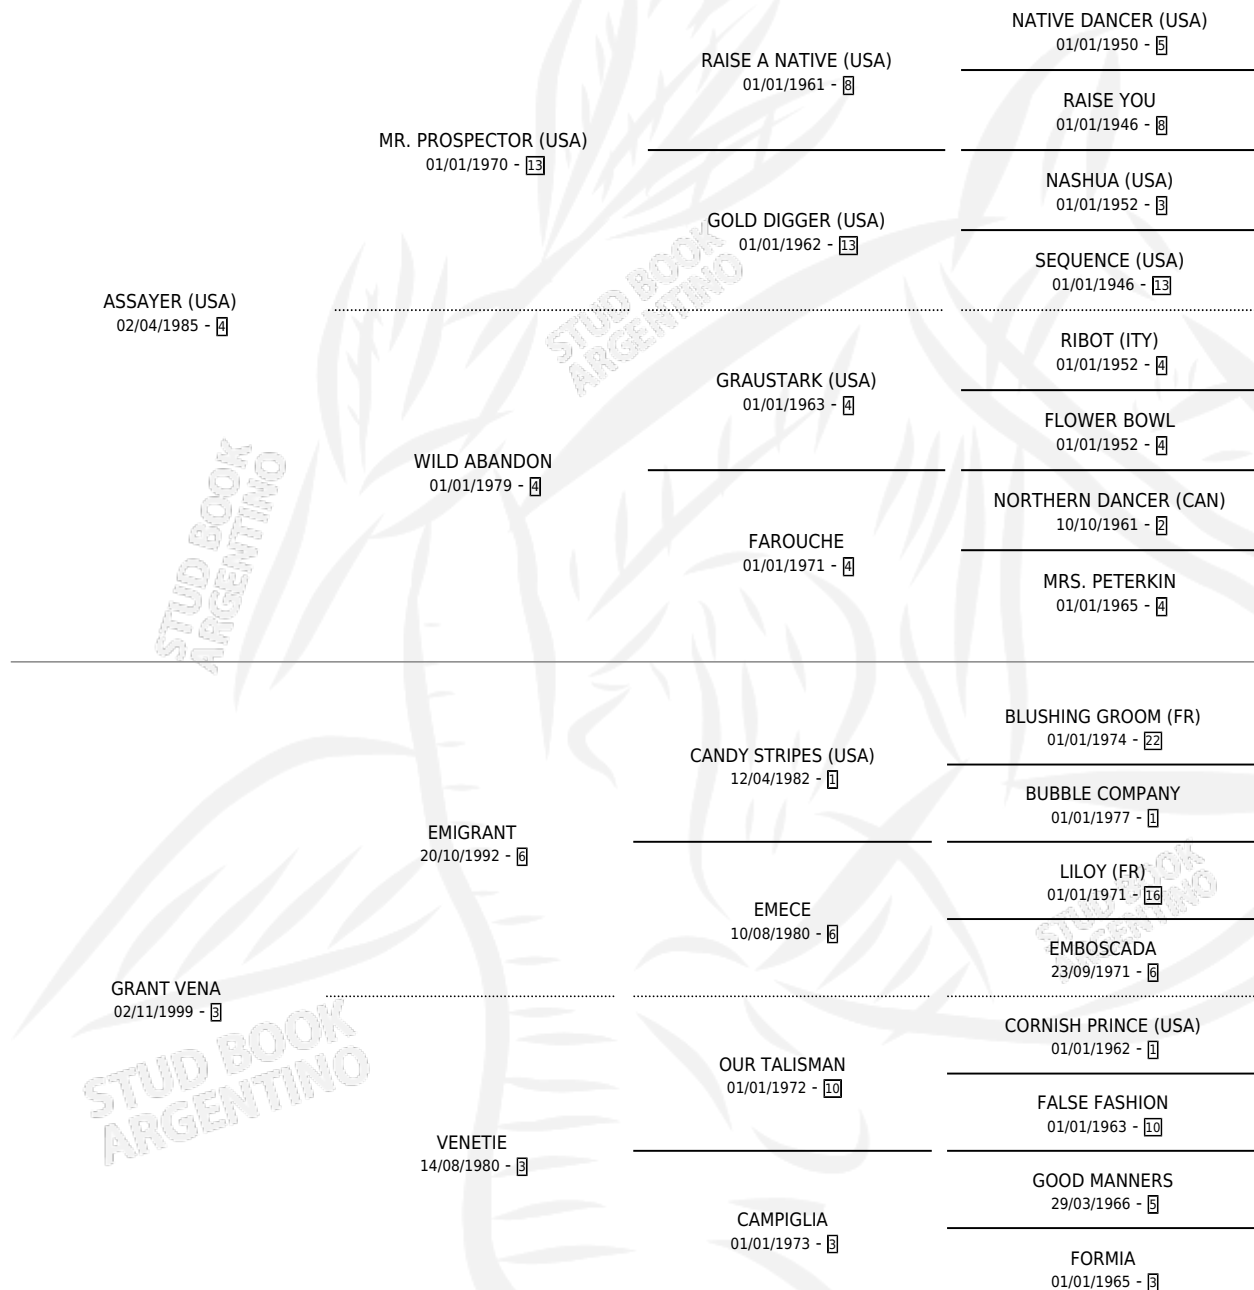 NATIVE DANCER (USA)
01/01/1950 - 5
RAISE A NATIVE (USA)
01/01/1961 - 8
RAISE YOU
01/01/1946 - 8
MR. PROSPECTOR (USA)
01/01/1970 - 13
NASHUA (USA)
01/01/1952 - 3
GOLD DIGGER (USA)
01/01/1962 - 13
SEQUENCE (USA)
01/01/1946 - 13
ASSAYER (USA)
02/04/1985 - 4
STUD BOOK
ARGENTINO
RIBOT (ITY)
01/01/1952 - 4
GRAUSTARK (USA)
01/01/1963 - 4
FLOWER BOWL
01/01/1952 - 4
WILD ABANDON
01/01/1979 - 4
NORTHERN DANCER (CAN)
10/10/1961 - 2
FAROUCHE
01/01/1971 - 4
MRS. PETERKIN
01/01/1965 - 4
STUD BOOK
ARGENTINO
BLUSHING GROOM (FR)
01/01/1974 - 22
CANDY STRIPES (USA)
12/04/1982 - 1
BUBBLE COMPANY
01/01/1977 - 1
EMIGRANT
20/10/1992 - 6
LILOY (FR)
01/01/1971 - 16
EMECE
10/08/1980 - 6
STUD BOOK
ARGENTINO
EMBOSCADA
23/09/1971 - 6
GRANT VENA
02/11/1999 - 3
CORNISH PRINCE (USA)
01/01/1962 - 1
OUR TALISMAN
01/01/1972 - 10
FALSE FASHION
01/01/1963 - 10
STUD BOOK
ARGENTINO
VENETIE
14/08/1980 - 3
GOOD MANNERS
29/03/1966 - 5
CAMPIGLIA
01/01/1973 - 3
FORMIA
01/01/1965 - 3